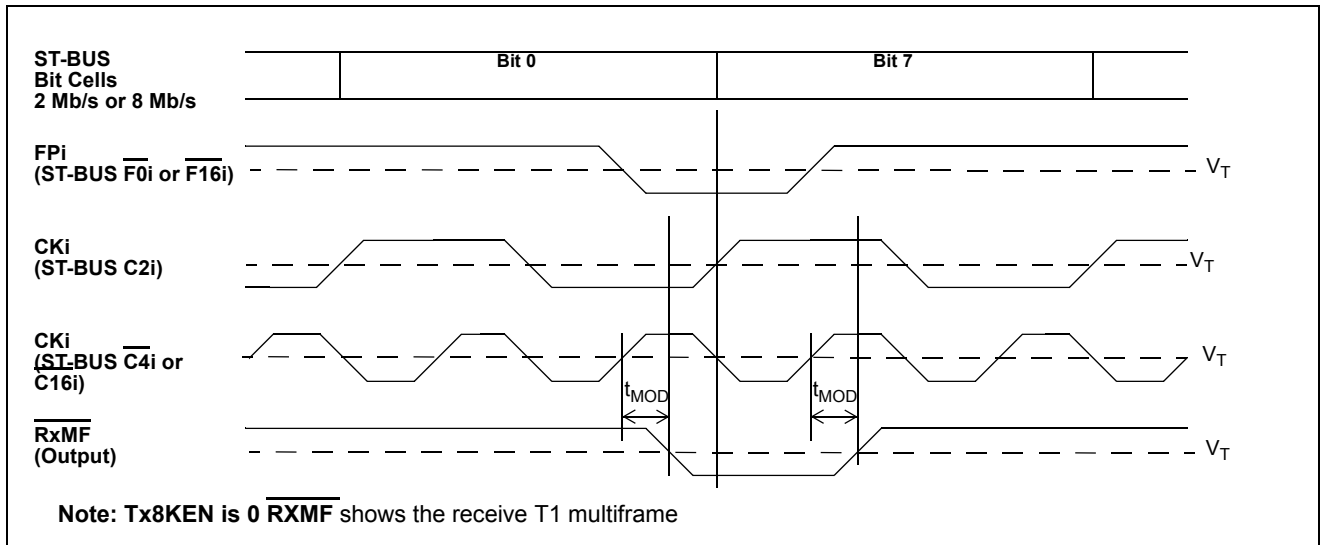 ST-BUS
Bit Cells
2 Mb/s or 8 Mb/s
Bit 0
Bit 7
FPi
(ST-BUS F0i or F16i)
VT
CKi
(ST-BUS C2i)
VT
CKi
(ST-BUS C4i or
C16i)
VT
tMOD
tMOD
RxMF
(Output)
VT
Note: Tx8KEN is 0 RXMF shows the receive T1 multiframe